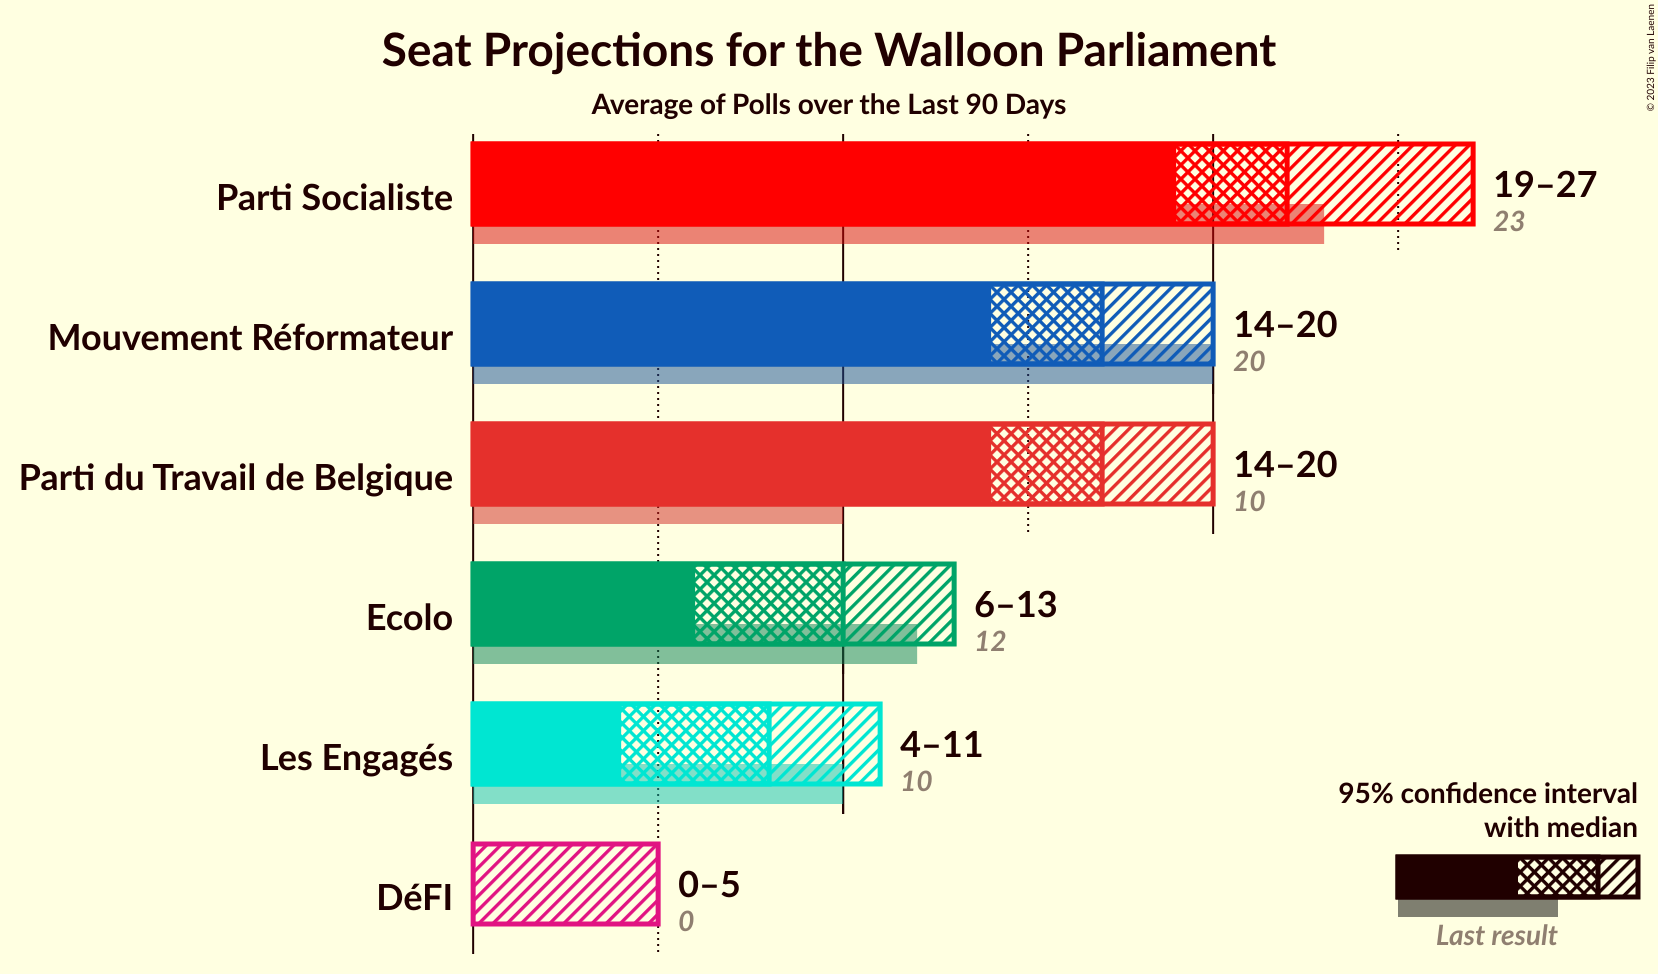 Seat Projections for the Walloon Parliament
Average of Polls over the Last 90 Days
© 2023 Filip van Laenen
Parti Socialiste
19–27
23
Mouvement Réformateur
14–20
20
Parti du Travail de Belgique
14–20
10
Ecolo
6–13
12
Les Engagés
4–11
10
DéFI
0–5
0
95% confidence interval
with median
Last result